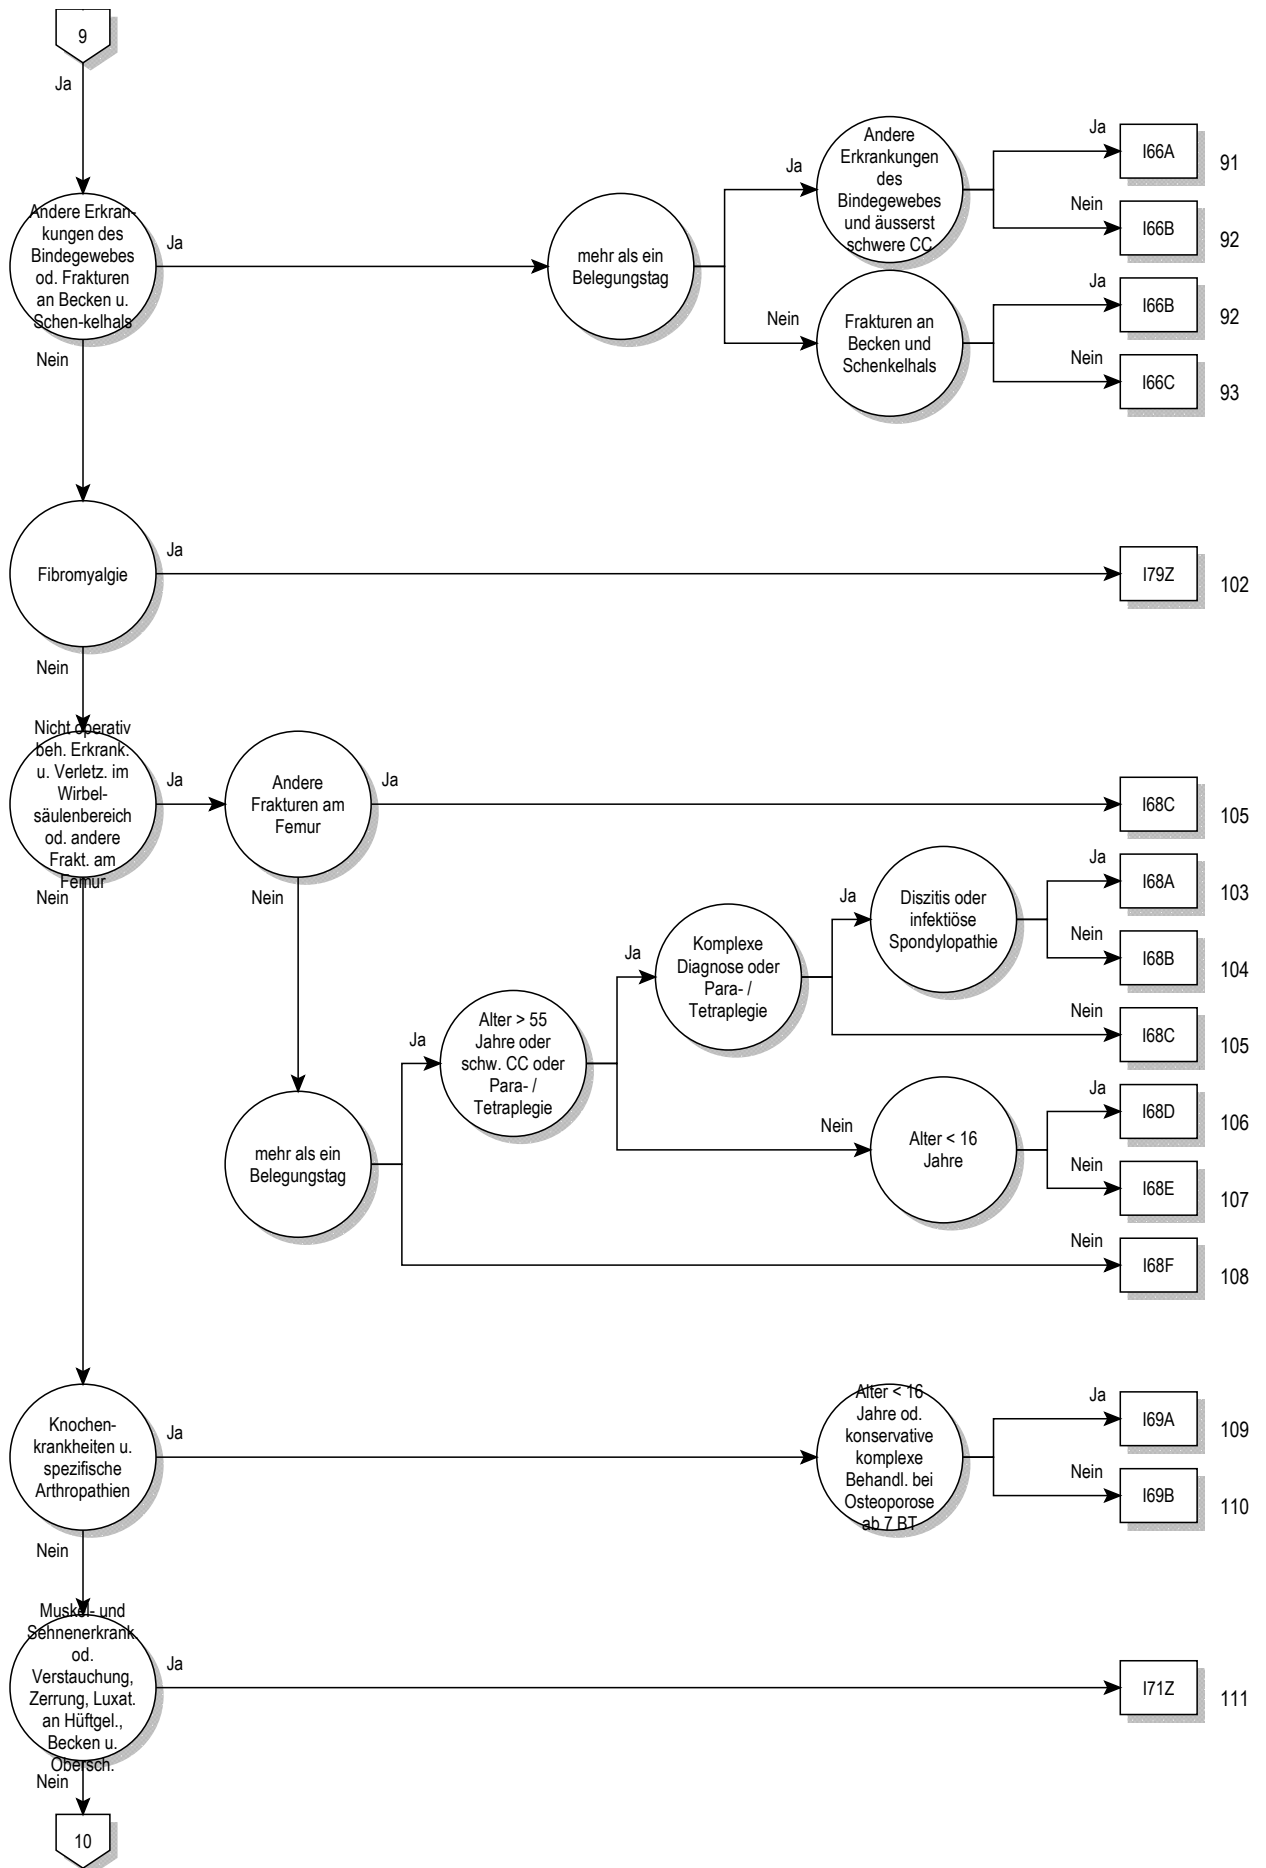 9
Ja
Andere Erkran-
kungen des
Bindegewebes
od. Frakturen
an Becken u.
Schen-kelhals
Ja
Nein
mehr als ein
Belegungstag
Ja
Nein
Andere
Erkrankungen
des
Bindegewebes
und äusserst
schwere CC
Ja
I66A
91
Nein
I66B
92
Frakturen an
Becken und
Schenkelhals
Ja
I66B
92
Nein
I66C
93
Fibromyalgie
Ja
I79Z
102
Nein
Nicht operativ
beh. Erkrank.
u. Verletz. im
Wirbel-
säulenbereich
od. andere
Frakt. am
Femur
Ja
Nein
Andere
Frakturen am
Femur
Ja
I68C
105
Nein
mehr als ein
Belegungstag
Ja
Alter > 55
Jahre oder
schw. CC oder
Para- /
Tetraplegie
Ja
Komplexe
Diagnose oder
Para- /
Tetraplegie
Ja
Diszitis oder
infektiöse
Spondylopathie
Ja
I68A
103
Nein
I68B
104
Nein
I68C
105
Nein
Alter < 16
Jahre
Ja
I68D
106
Nein
I68E
107
Nein
I68F
108
Knochen-
krankheiten u.
spezifische
Arthropathien
Ja
Nein
Alter < 16
Jahre od.
konservative
komplexe
Behandl. bei
Osteoporose
ab 7 BT
Ja
I69A
109
Nein
I69B
110
Muskel- und
Sehnenerkrank.
od.
Verstauchung,
Zerrung, Luxat.
an Hüftgel.,
Becken u.
Obersch.
Ja
I71Z
111
Nein
10